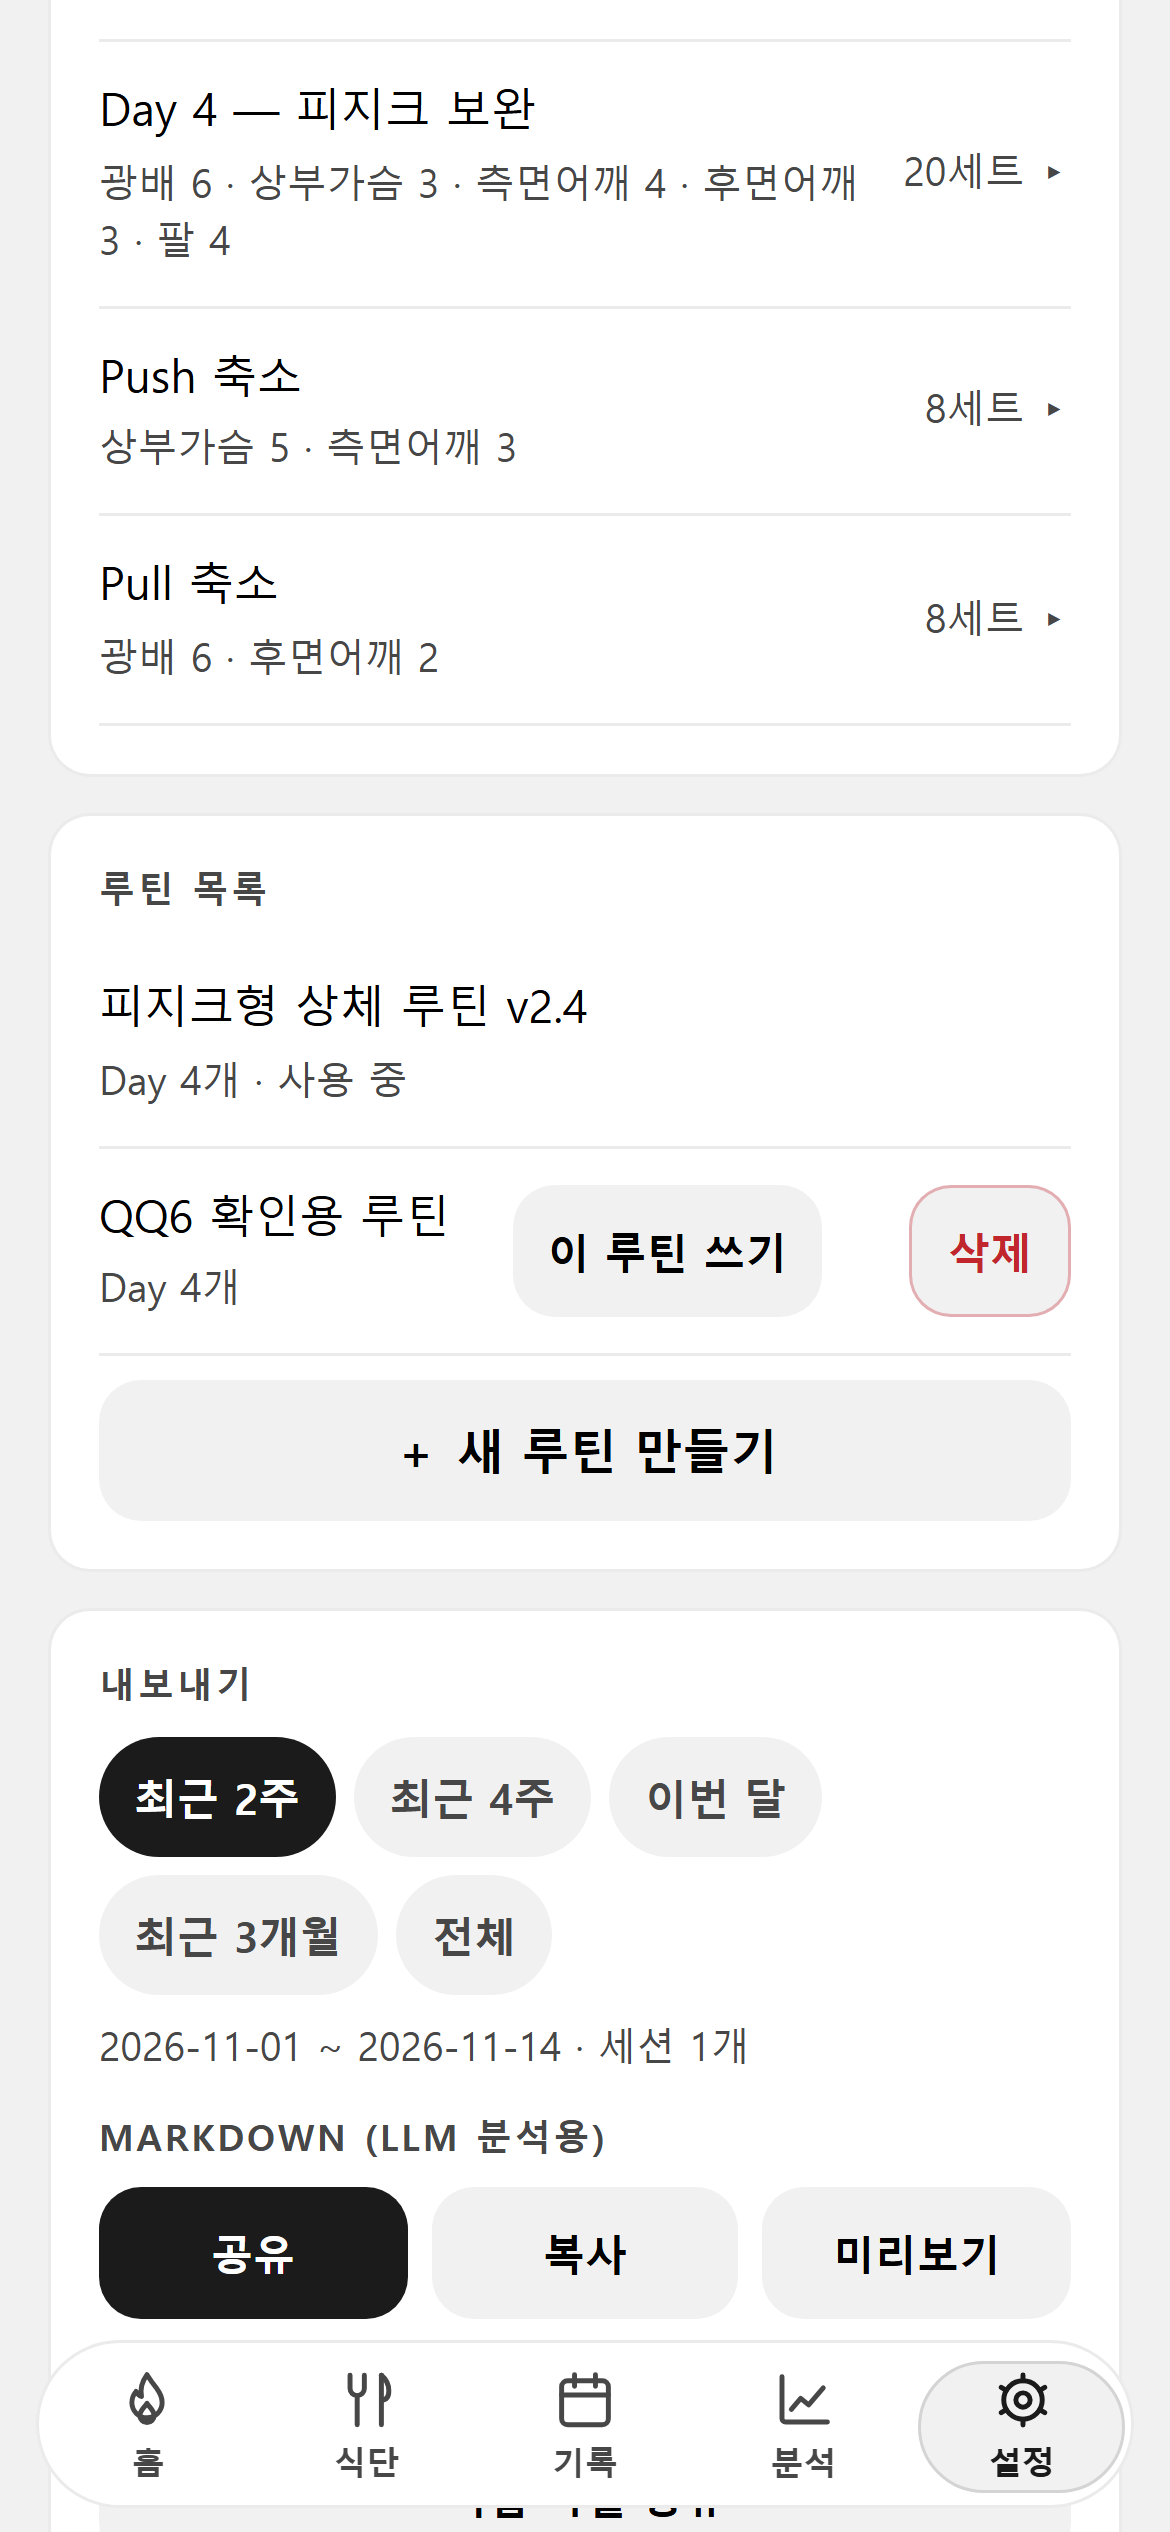 Day 4 — 피지크 보완
광배 6 · 상부가슴 3 · 측면어깨 4 · 후면어깨
3 · 팔 4
20세트 ▸
Push 축소
상부가슴 5 · 측면어깨 3
8세트 ▸
Pull 축소
광배 6 · 후면어깨 2
8세트 ▸
루틴 목록
피지크형 상체 루틴 v2.4
Day 4개 · 사용 중
QQ6 확인용 루틴
Day 4개
이 루틴 쓰기
삭제
+ 새 루틴 만들기
내보내기
최근 2주
최근 4주
이번 달
최근 3개월
전체
2026-11-01 ~ 2026-11-14 · 세션 1개
MARKDOWN (LLM 분석용)
공유
복사
미리보기
홈
식단
기록
분석
설정